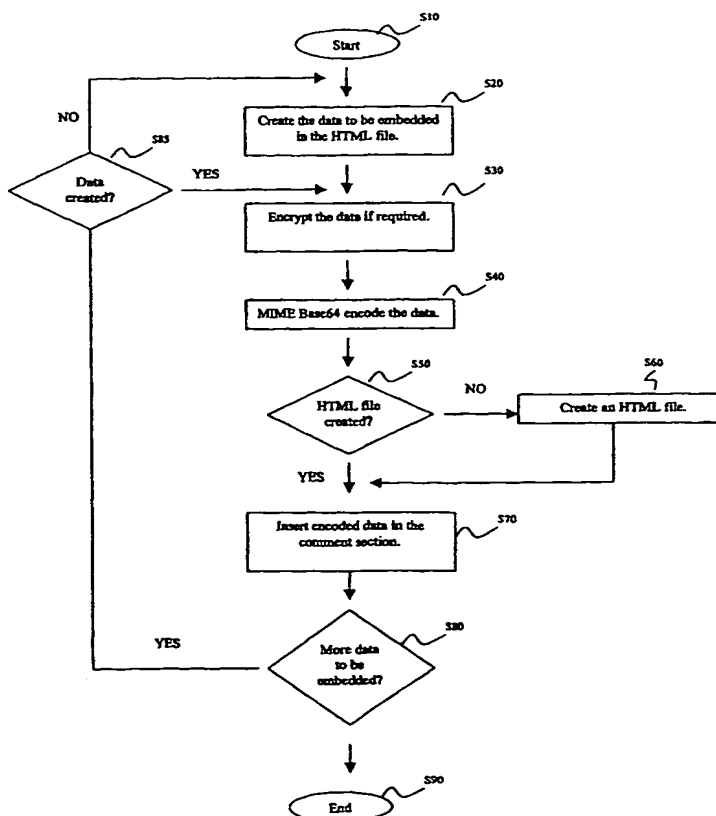 S10
Start
S20
NO
Create the data to be embedded
in the HTML file.
S85
Data
created?
YES
S30
Encrypt the data if required.
S40
MIME Base64 encode the data.
S50
HTML file
created?
NO
S60
Create an HTML file.
YES
Insert encoded data in the
comment section.
S70
YES
More data
to be
embedded?
S80
S90
End